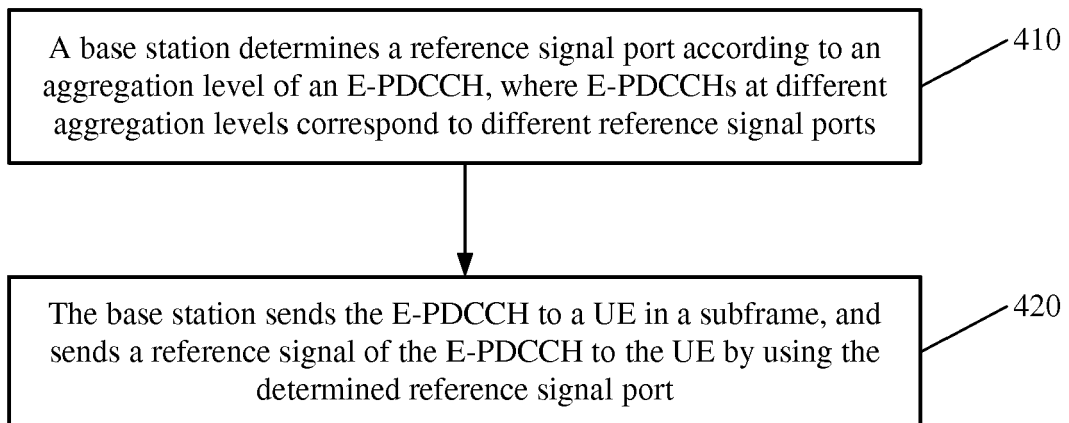 A base station determines a reference signal port according to an
aggregation level of an E-PDCCH, where E-PDCCHs at different
aggregation levels correspond to different reference signal ports
410
The base station sends the E-PDCCH to a UE in a subframe, and
sends a reference signal of the E-PDCCH to the UE by using the
determined reference signal port
420